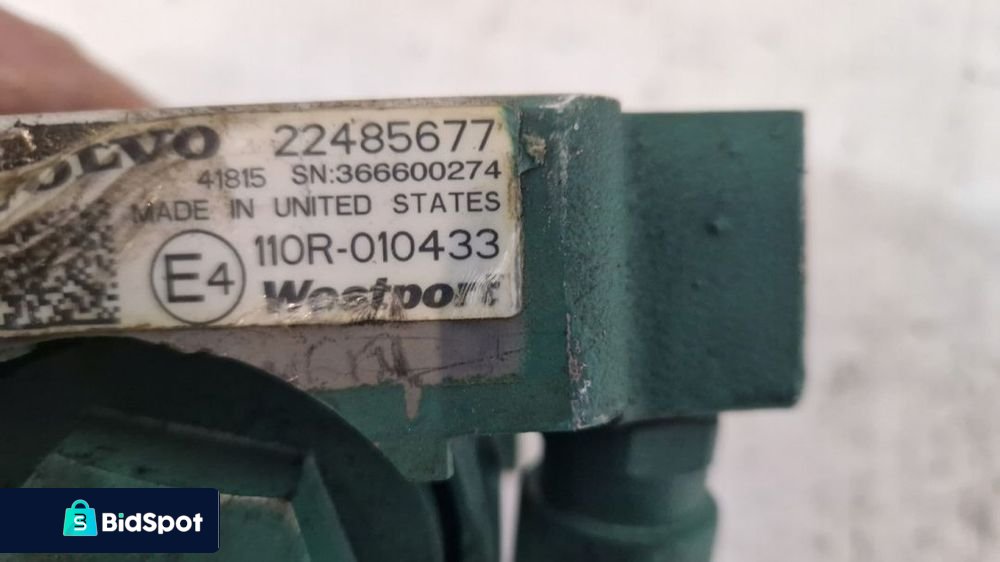 VOLVO 22485677
41815 SN:366600274
MADE IN UNITED STATES
E4 110R-010433
Westport
BidSpot